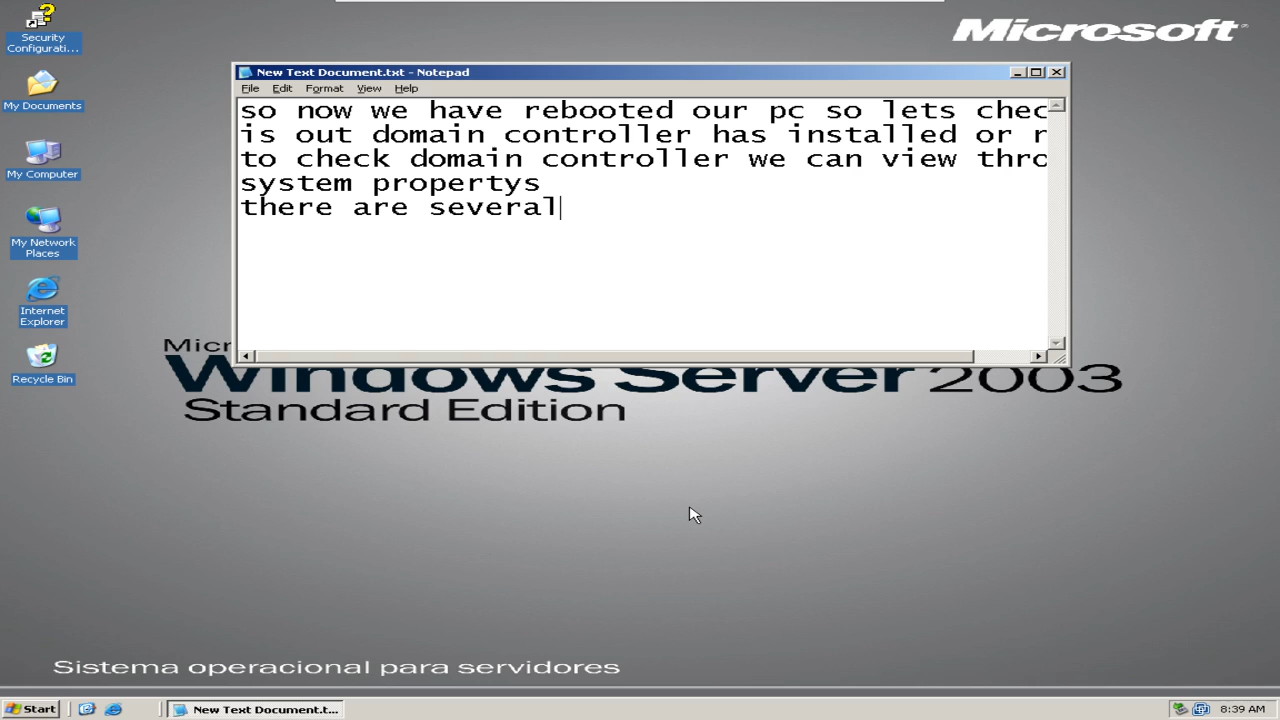 Security
Configurati...
My Documents
My Computer
My Network
Places
Internet
Explorer
Recycle Bin
Microsoft
New Text Document.txt - Notepad
File Edit Format View Help
so now we have rebooted our pc so lets chec
is out domain controller has installed or
to check domain controller we can view thro
system propertys
there are several
Micr
Windows Server 2003
Standard Edition
Sistema operacional para servidores
Start
New Text Document.t...
8:39 AM